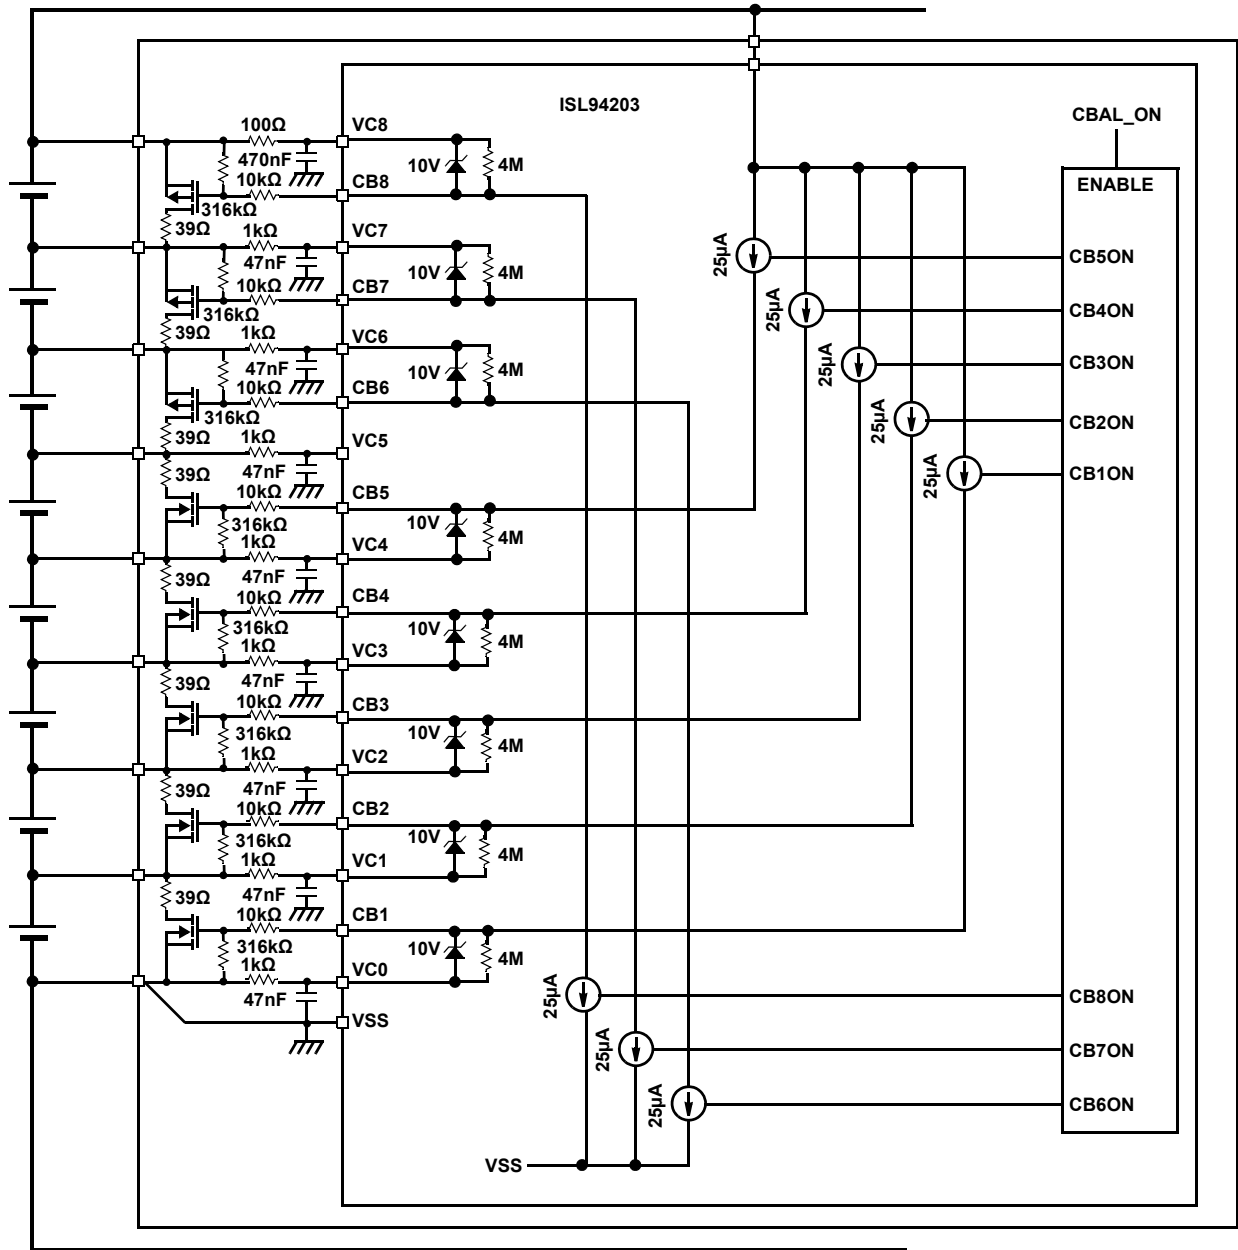 ISL94203
CBAL_ON
ENABLE
100Ω
VC8
470nF
10V
4M
10kΩ
CB8
316kΩ
39Ω
1kΩ
VC7
47nF
10V
4M
10kΩ
CB7
316kΩ
39Ω
1kΩ
VC6
47nF
10V
4M
10kΩ
CB6
316kΩ
39Ω
1kΩ
VC5
39Ω
47nF
10kΩ
CB5
316kΩ
10V
4M
1kΩ
VC4
39Ω
47nF
10kΩ
CB4
316kΩ
10V
4M
1kΩ
VC3
39Ω
47nF
10kΩ
CB3
316kΩ
10V
4M
1kΩ
VC2
39Ω
47nF
10kΩ
CB2
316kΩ
10V
4M
1kΩ
VC1
39Ω
47nF
10kΩ
CB1
316kΩ
10V
4M
1kΩ
VC0
47nF
VSS
25µA
CB5ON
25µA
CB4ON
25µA
CB3ON
25µA
CB2ON
25µA
CB1ON
25µA
CB8ON
25µA
CB7ON
25µA
CB6ON
VSS